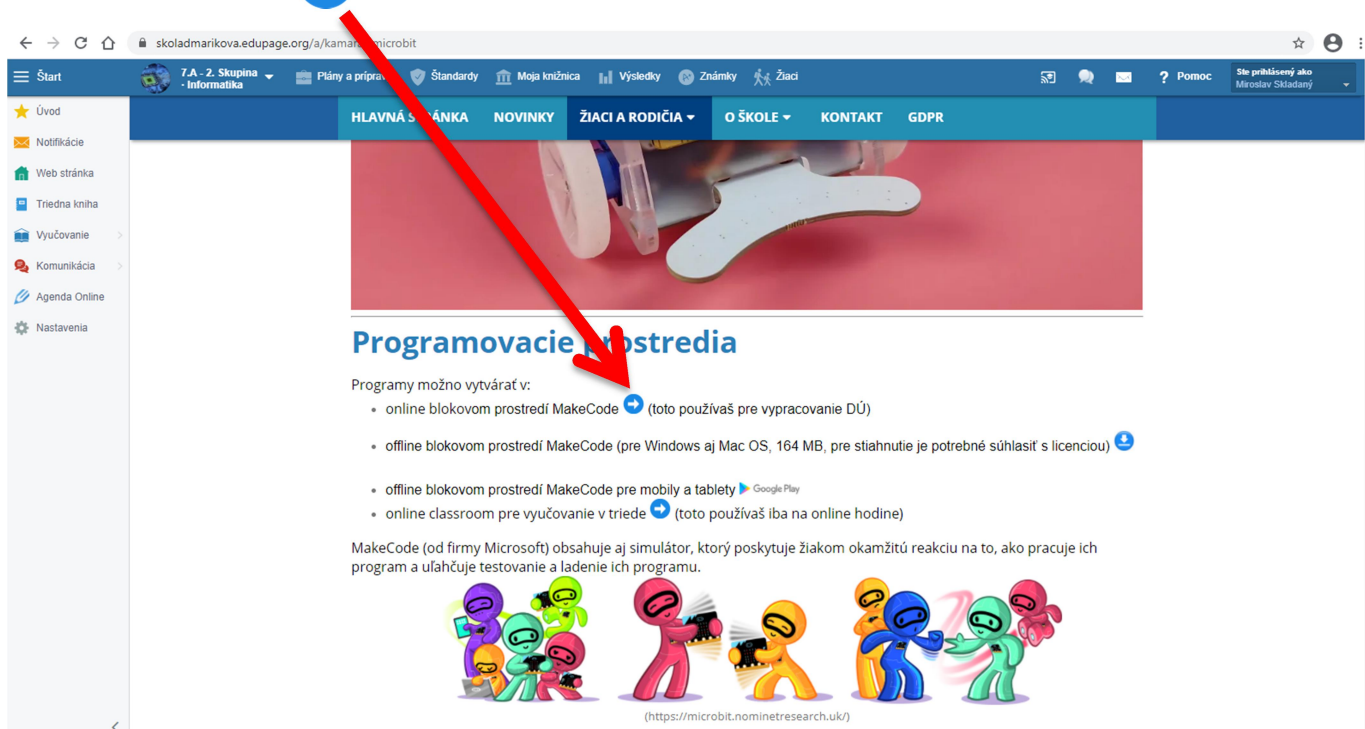 skoladmarikova.edupage.org/a/kamarat-microbit
Štart
7.A - 2. Skupina
- Informatika
Plány a príprav
Štandardy
Moja knižnica
Výsledky
Známky
Žiaci
Pomoc
Ste prihlásený ako
Miroslav Skladaný
Úvod
Notifikácie
Web stránka
Triedna kniha
Vyučovanie
Komunikácia
Agenda Online
Nastavenia
HLAVNÁ STRÁNKA NOVINKY ŽIACI A RODIČIA O ŠKOLE KONTAKT GDPR
Programovacie prostredia
Programy možno vytvárať v:
online blokovom prostredí MakeCode (toto používaš pre vypracovanie DÚ)
offline blokovom prostredí MakeCode (pre Windows aj Mac OS, 164 MB, pre stiahnutie je potrebné súhlasiť s licenciou)
offline blokovom prostredí MakeCode pre mobily a tablety Google Play
online classroom pre vyučovanie v triede (toto používaš iba na online hodine)
MakeCode (od firmy Microsoft) obsahuje aj simulátor, ktorý poskytuje žiakom okamžitú reakciu na to, ako pracuje ich
program a uľahčuje testovanie a ladenie ich programu.
(https://microbit.nominetresearch.uk/)